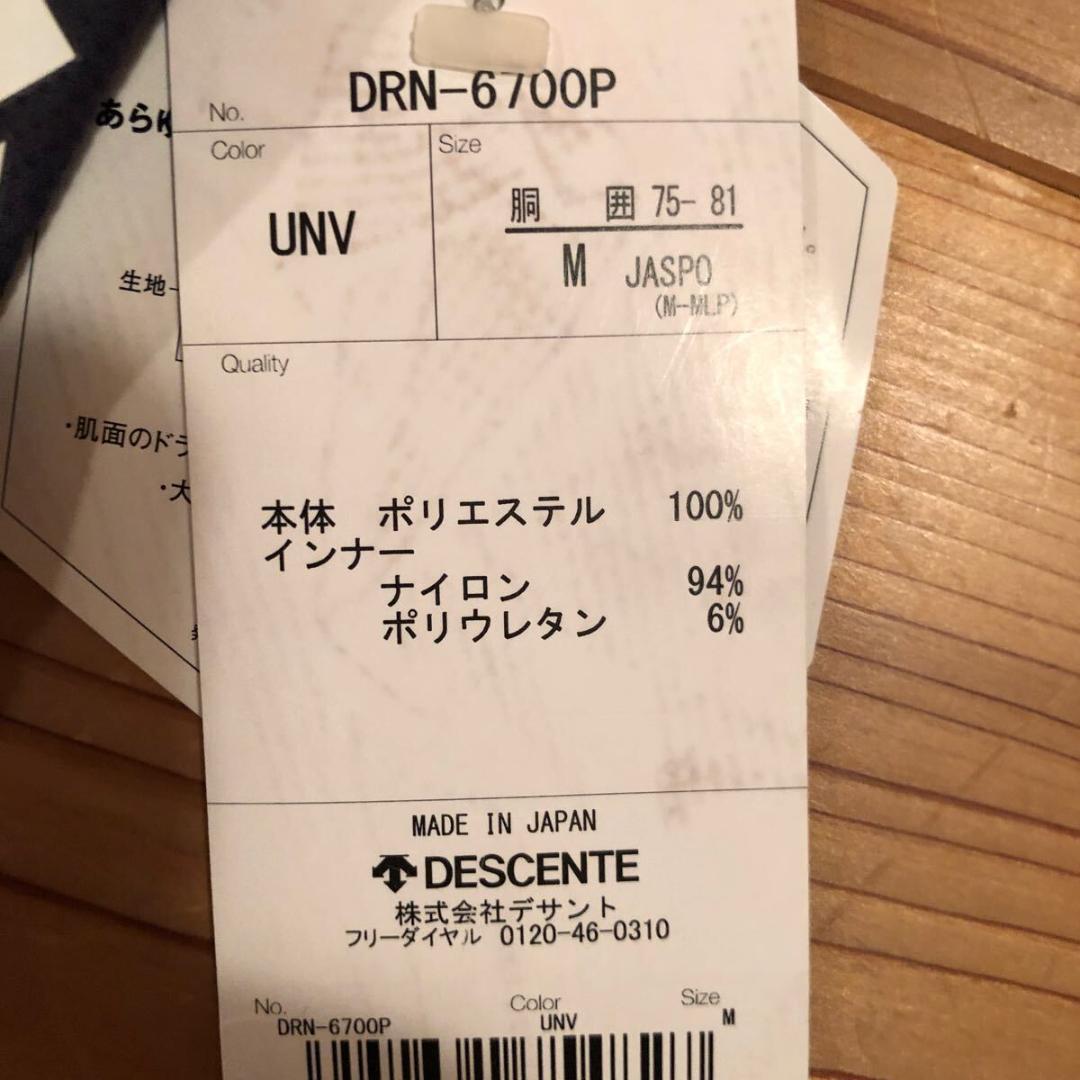 No. DRN-6700P
Color
Size
UNV
胴 囲 75- 81
M JASPO
(M-MLP)
Quality
本体 ポリエステル 100%
インナー
ナイロン 94%
ポリウレタン 6%
MADE IN JAPAN
DESCENTE
株式会社デサント
フリーダイヤル 0120-46-0310
No. Color Size
DRN-6700P UNV M
あらゆ
生地
・肌面のドラ
・大